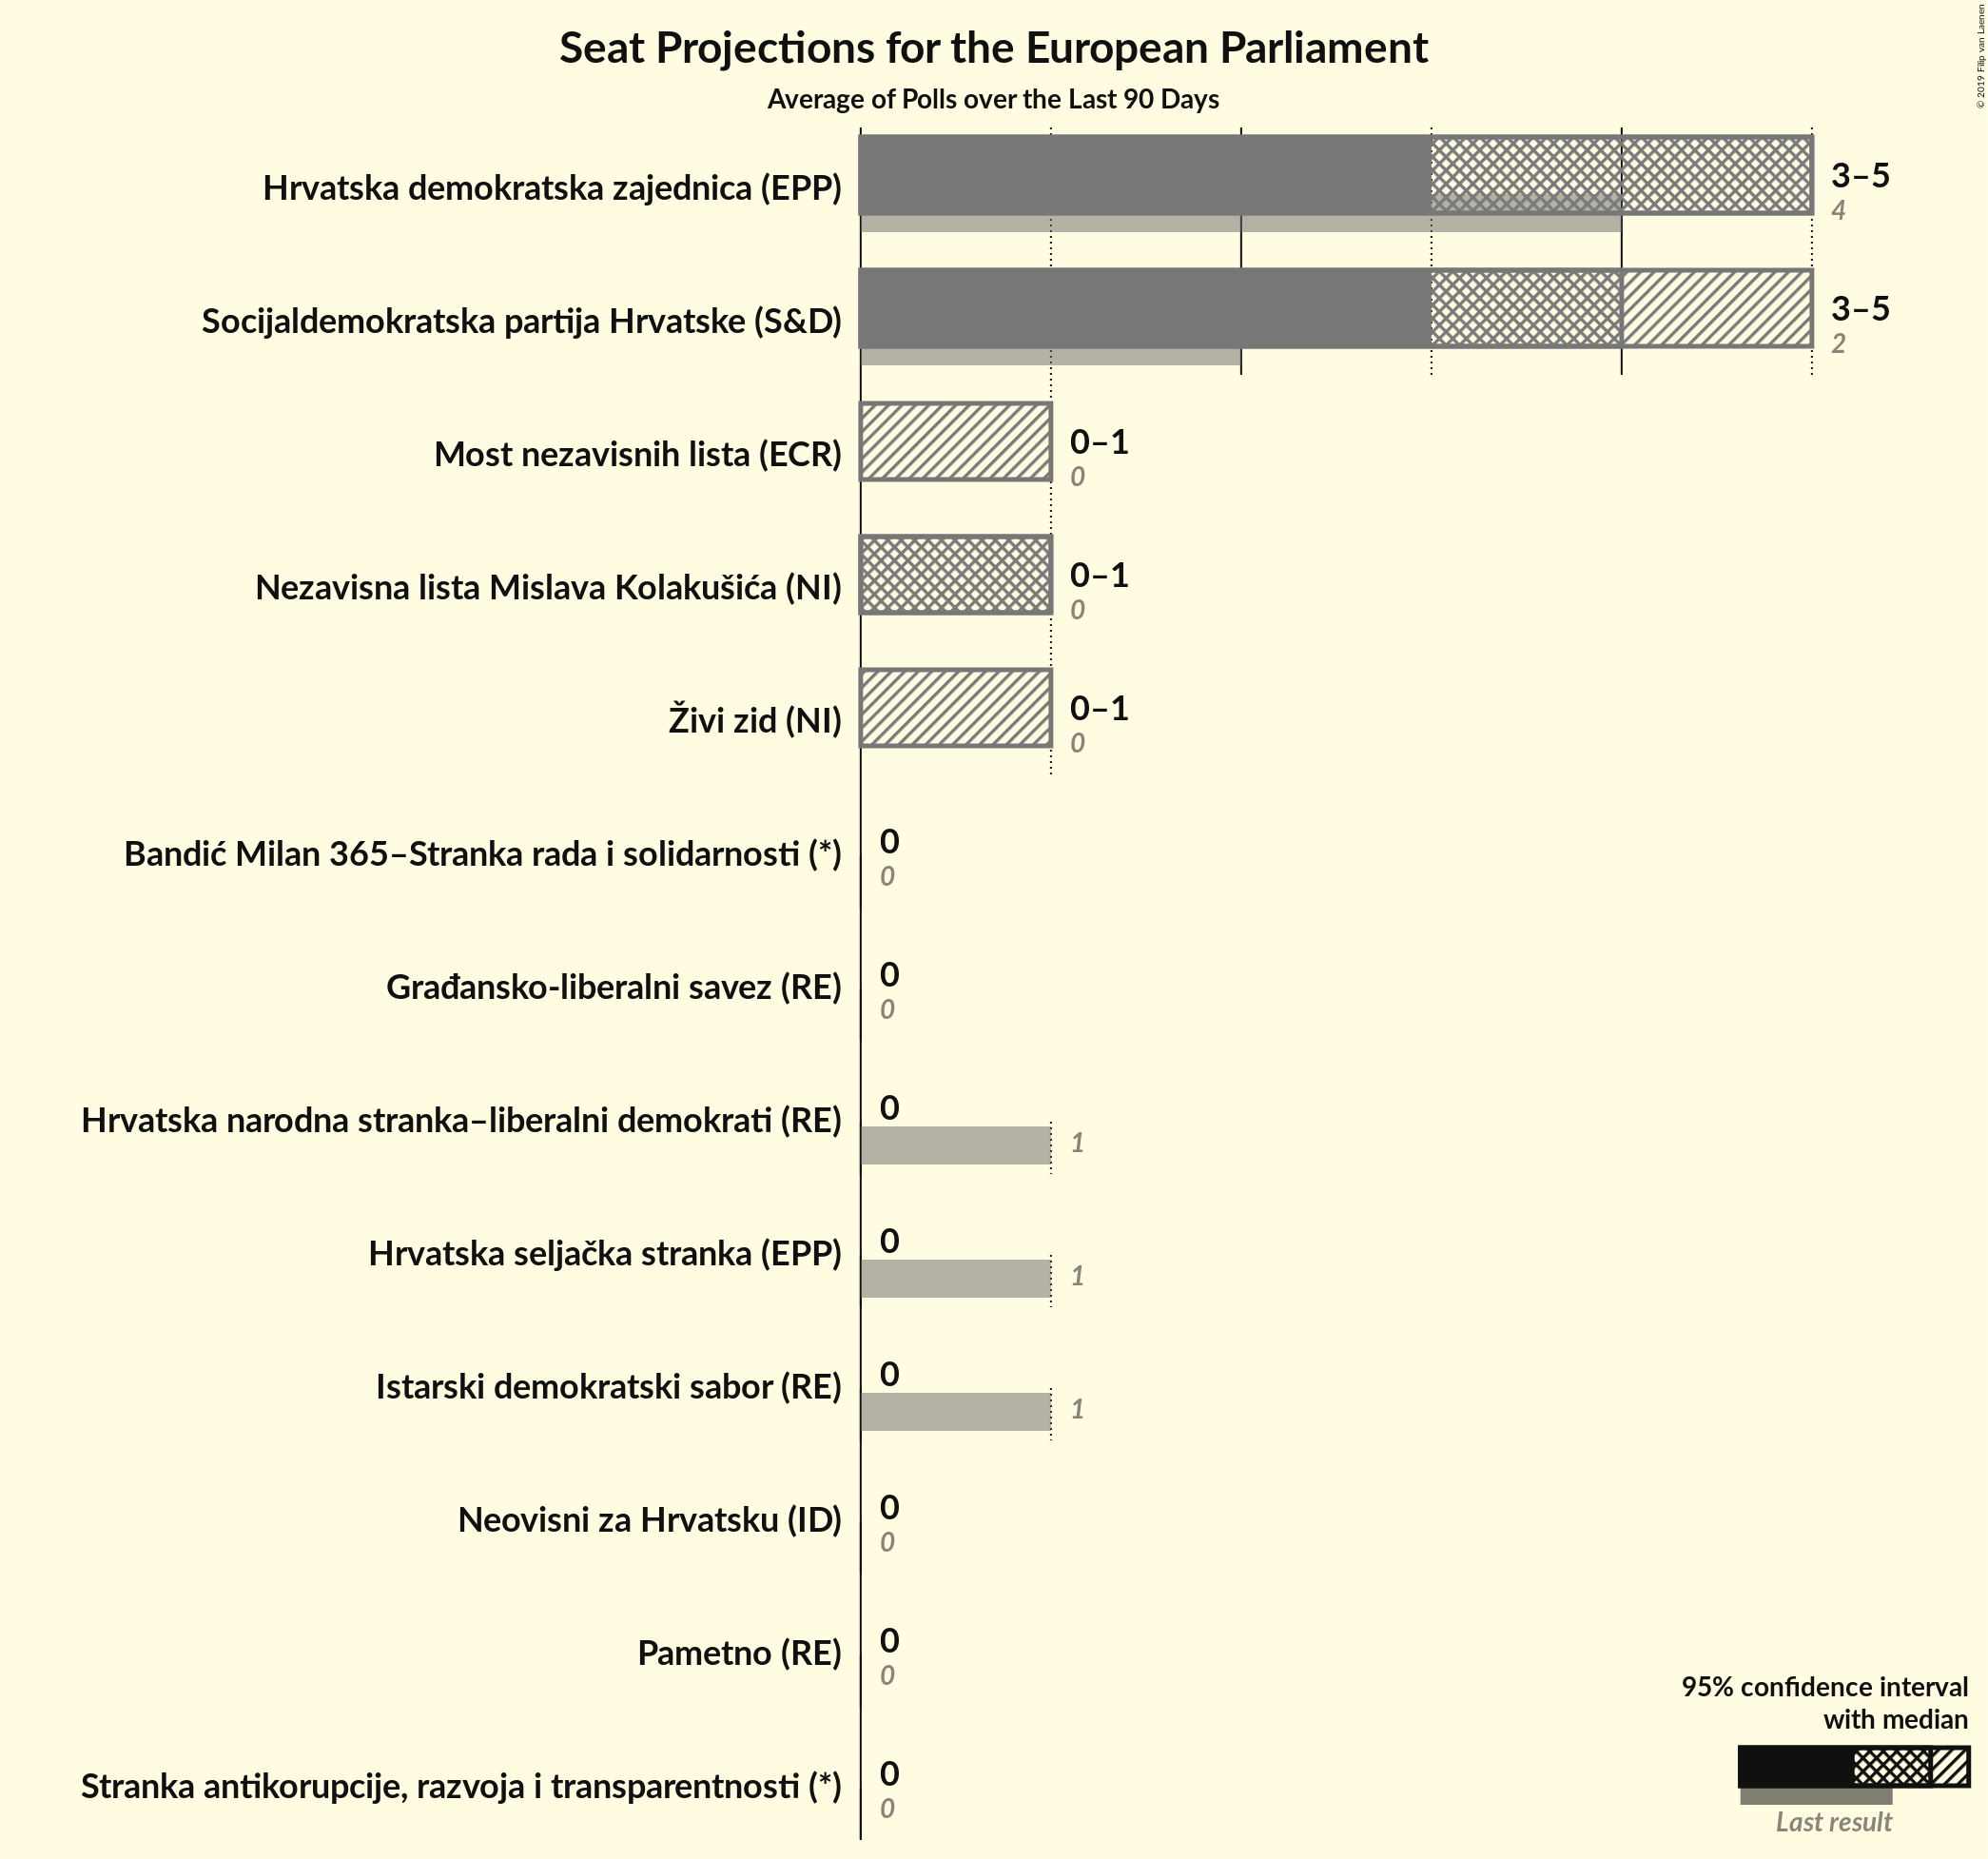 Seat Projections for the European Parliament
Average of Polls over the Last 90 Days
© 2019 Filip van Laenen
Hrvatska demokratska zajednica (EPP)
3–5
4
Socijaldemokratska partija Hrvatske (S&D)
3–5
2
Most nezavisnih lista (ECR)
0–1
0
Nezavisna lista Mislava Kolakušića (NI)
0–1
0
Živi zid (NI)
0–1
0
Bandić Milan 365–Stranka rada i solidarnosti (*)
0
0
Građansko-liberalni savez (RE)
0
0
Hrvatska narodna stranka–liberalni demokrati (RE)
0
1
Hrvatska seljačka stranka (EPP)
0
1
Istarski demokratski sabor (RE)
0
1
Neovisni za Hrvatsku (ID)
0
0
Pametno (RE)
0
0
Stranka antikorupcije, razvoja i transparentnosti (*)
0
0
95% confidence interval
with median
Last result